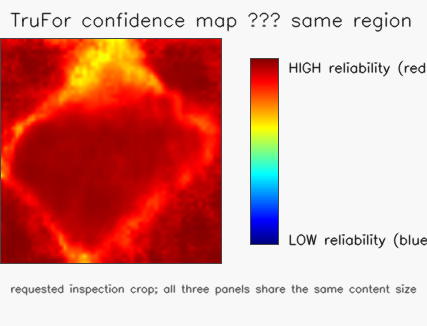 TruFor confidence map ??? same region
HIGH reliability (red
LOW reliability (blue
requested inspection crop; all three panels share the same content size